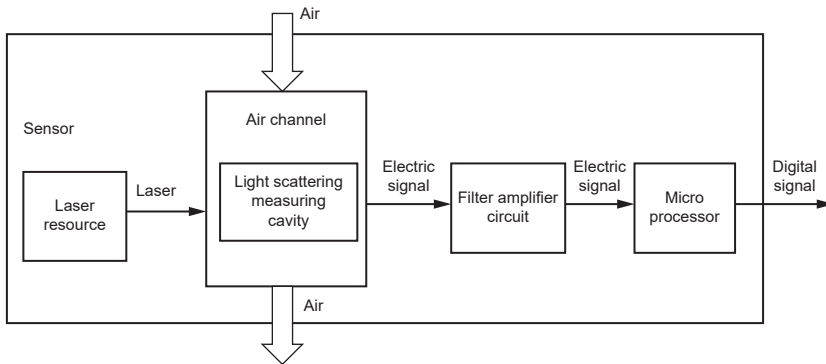 Air
Sensor
Air channel
Laser
resource
Laser
Light scattering
measuring
cavity
Electric
signal
Filter amplifier
circuit
Electric
signal
Micro
processor
Digital
signal
Air